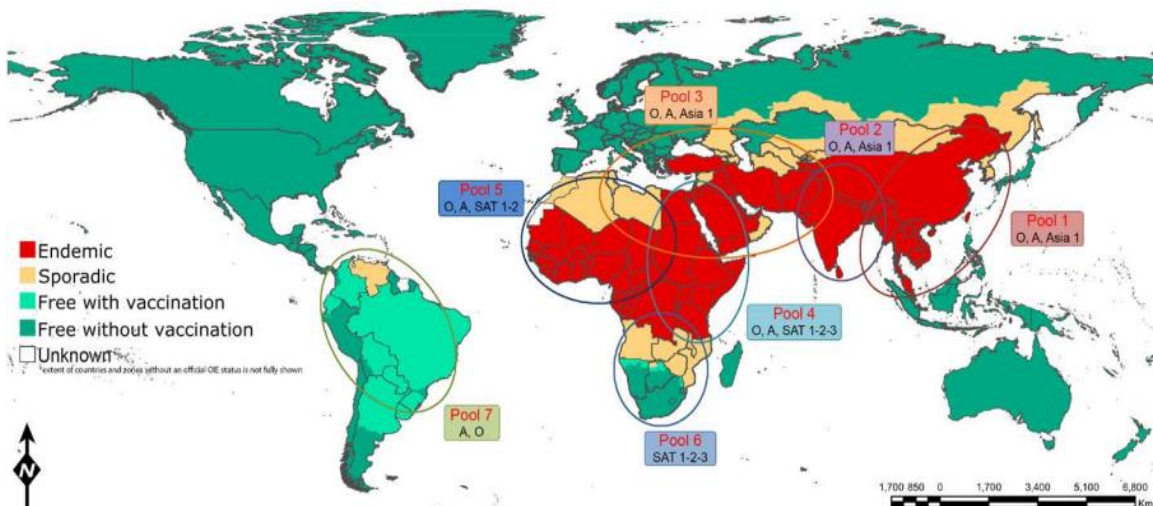 Pool 3
O, A, Asia 1
Pool 2
O, A, Asia 1
Pool 5
O, A, SAT 1-2
Pool 1
O, A, Asia 1
Endemic
Sporadic
Free with vaccination
Free without vaccination
Unknown
*extent of countries and zones without an official OIE status is not fully shown
Pool 4
O, A, SAT 1-2-3
Pool 7
A, O
Pool 6
SAT 1-2-3
N
1,700 850 0 1,700 3,400 5,100 6,800
Km